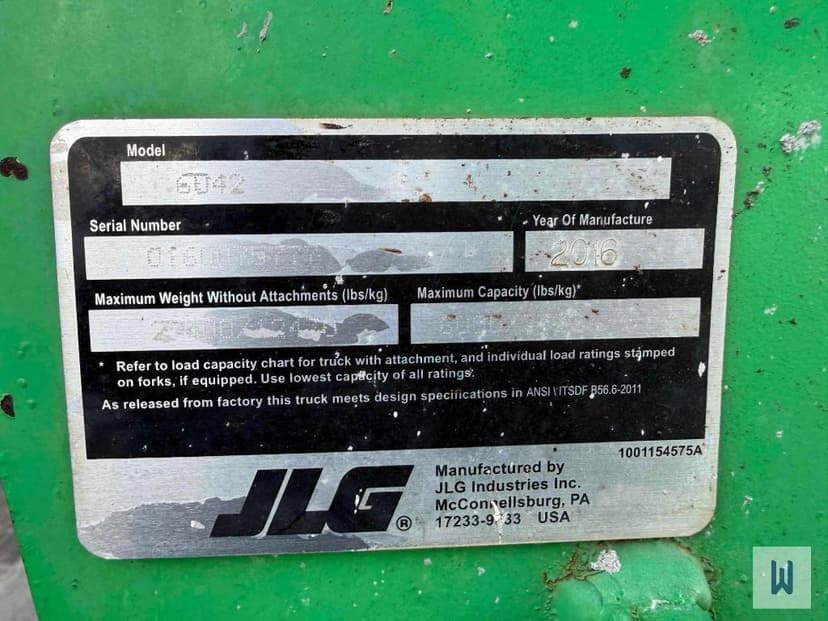 Model
6042
Serial Number
Year Of Manufacture
2016
Maximum Weight Without Attachments (lbs/kg)
Maximum Capacity (lbs/kg)*
* Refer to load capacity chart for truck with attachment, and individual load ratings stamped
on forks, if equipped. Use lowest capacity of all ratings.
As released from factory this truck meets design specifications in ANSI \ITSDF B56.6-2011
1001154575A
JLG®
Manufactured by
JLG Industries Inc.
McConnellsburg, PA
USA
W